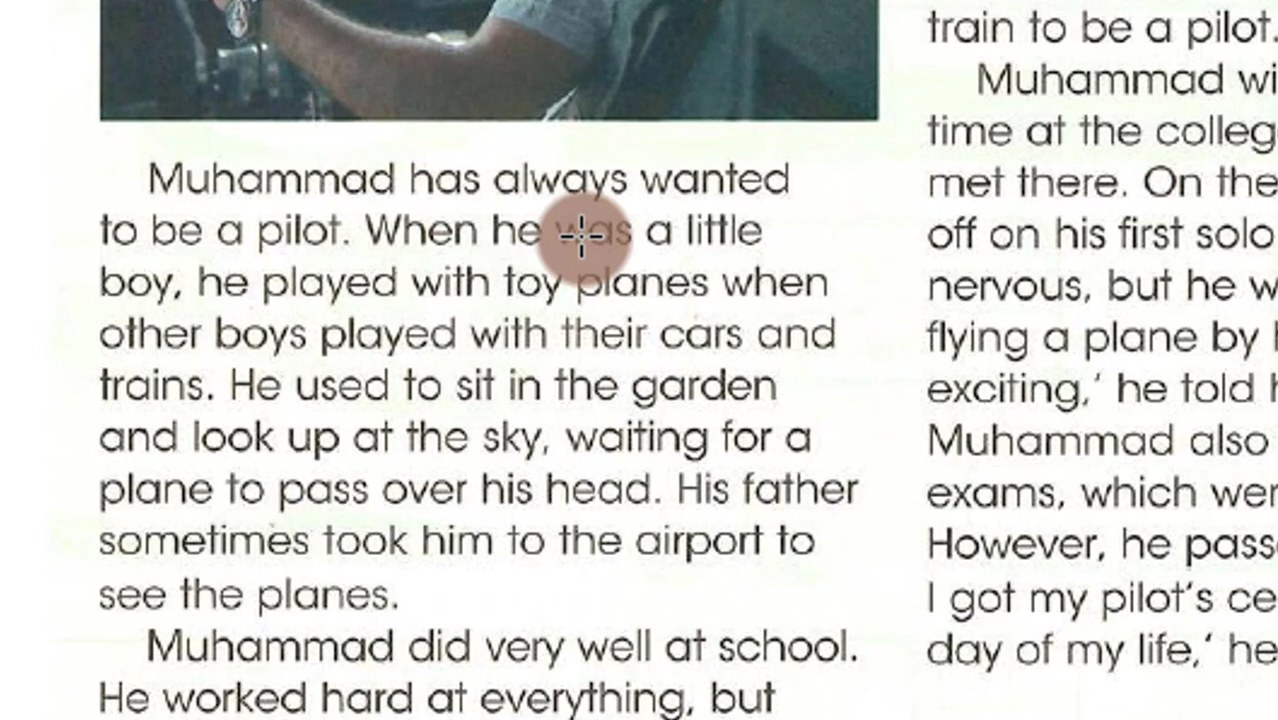 Muhammad has always wanted
to be a pilot. When he was a little
boy, he played with toy planes when
other boys played with their cars and
trains. He used to sit in the garden
and look up at the sky, waiting for a
plane to pass over his head. His father
sometimes took him to the airport to
see the planes.
Muhammad did very well at school.
He worked hard at everything, but
train to be a pilot.
Muhammad
time at the
met there. On the
off on his first solo
nervous, but he
flying a plane by
exciting,' he told
Muhammad also
exams, which
However, he
I got my pilot's
day of my life,' he